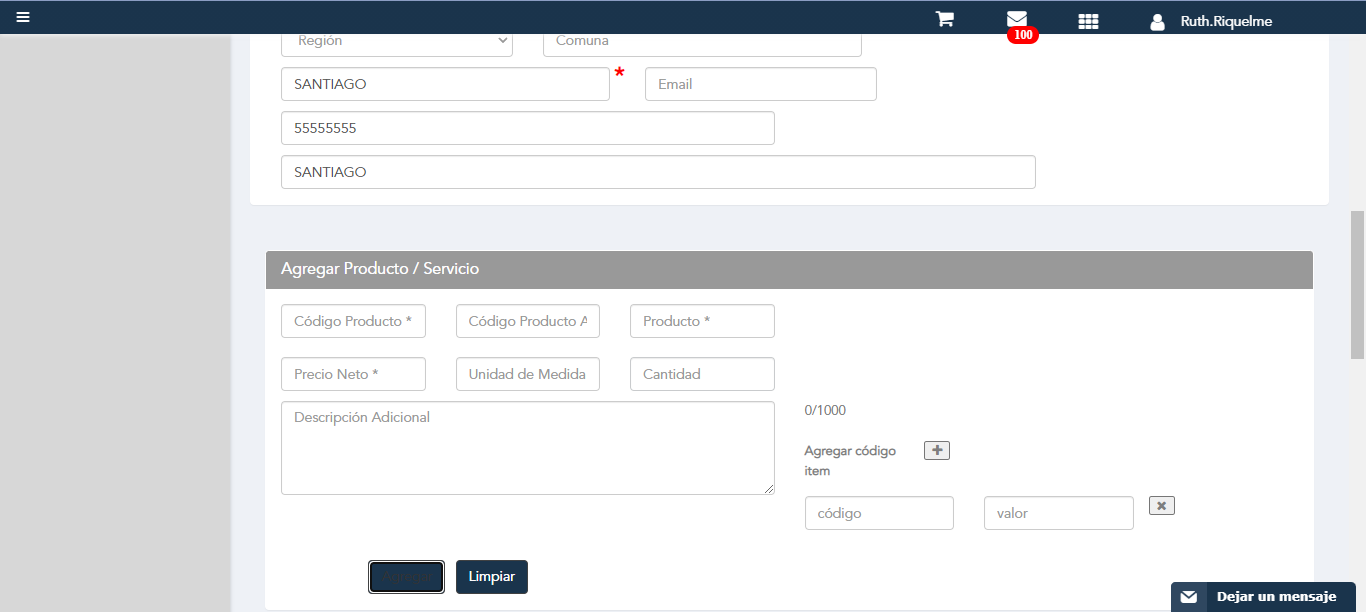 Ruth.Riquelme
100
Región
Comuna
SANTIAGO * Email
55555555
SANTIAGO
Agregar Producto / Servicio
Código Producto * Código Producto A Producto *
Precio Neto * Unidad de Medida Cantidad
Descripción Adicional
0/1000
Agregar código
item
código valor
Agregar Limpiar
Dejar un mensaje